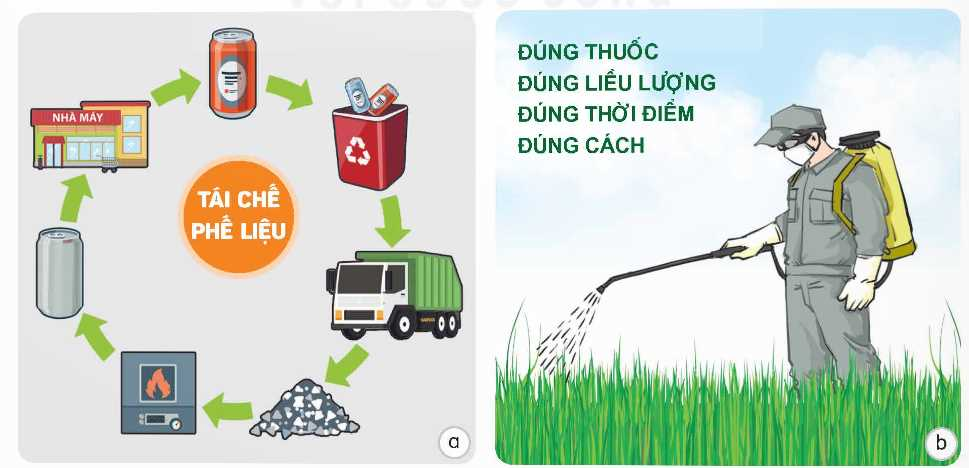 NHÀ MÁY
TÁI CHẾ
PHẾ LIỆU
a
ĐÚNG THUỐC
ĐÚNG LIỀU LƯỢNG
ĐÚNG THỜI ĐIỂM
ĐÚNG CÁCH
b